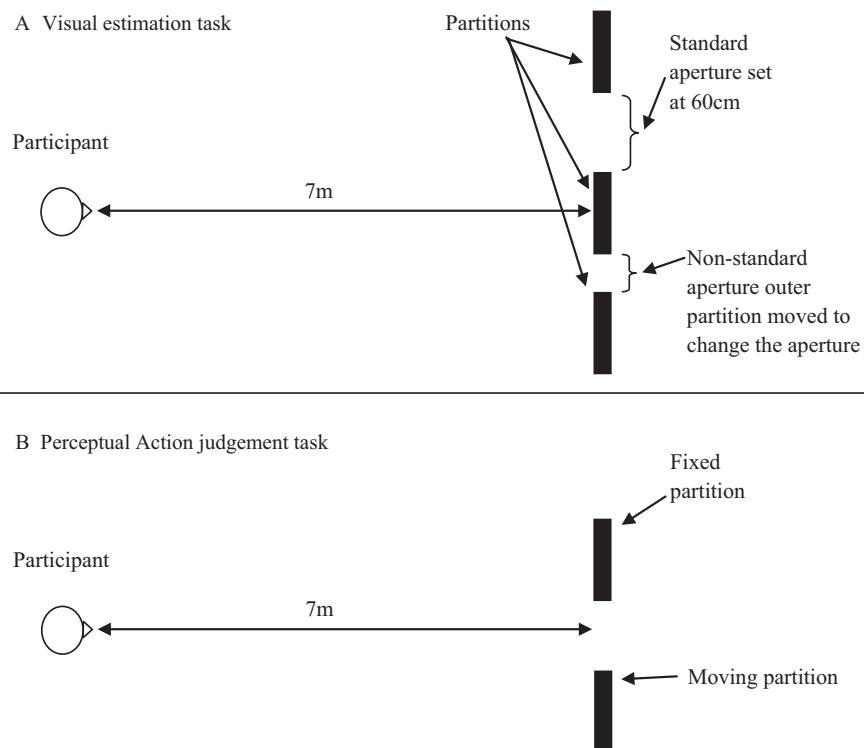 A Visual estimation task
Partitions
Standard
aperture set
at 60cm
Participant
7m
Non-standard
aperture outer
partition moved to
change the aperture
B Perceptual Action judgement task
Fixed
partition
Participant
7m
Moving partition